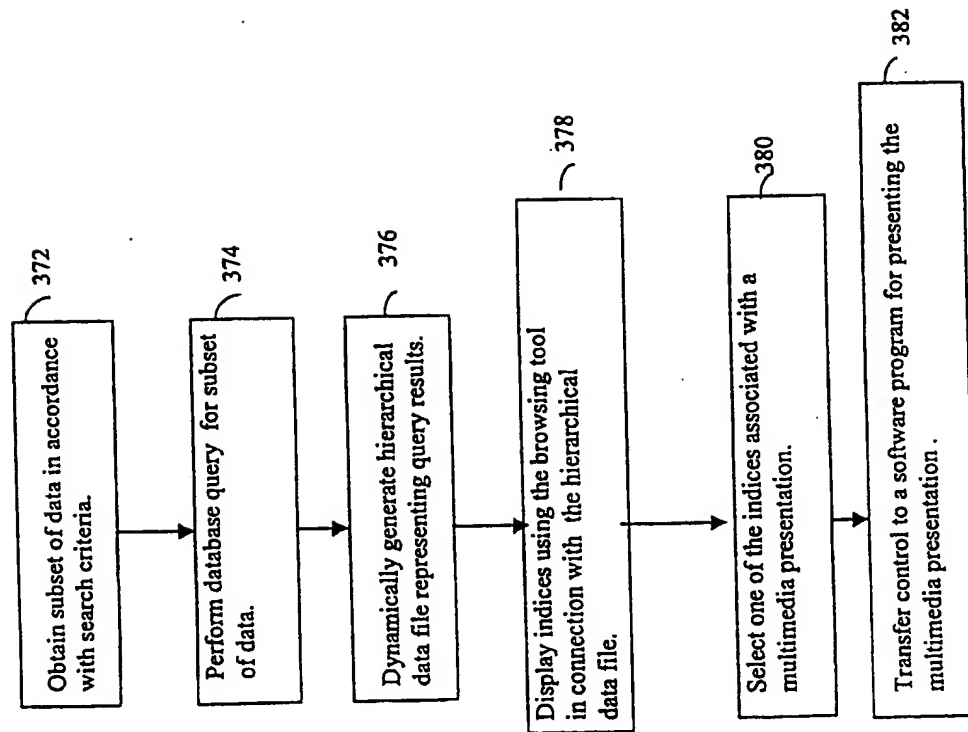 372
Obtain subset of data in accordance
with search criteria.
374
Perform database query for subset
of data.
376
Dynamically generate hierarchical
data file representing query results.
378
Display indices using the browsing tool
in connection with the hierarchical
data file.
380
Select one of the indices associated with a
multimedia presentation.
382
Transfer control to a software program for presenting the
multimedia presentation .